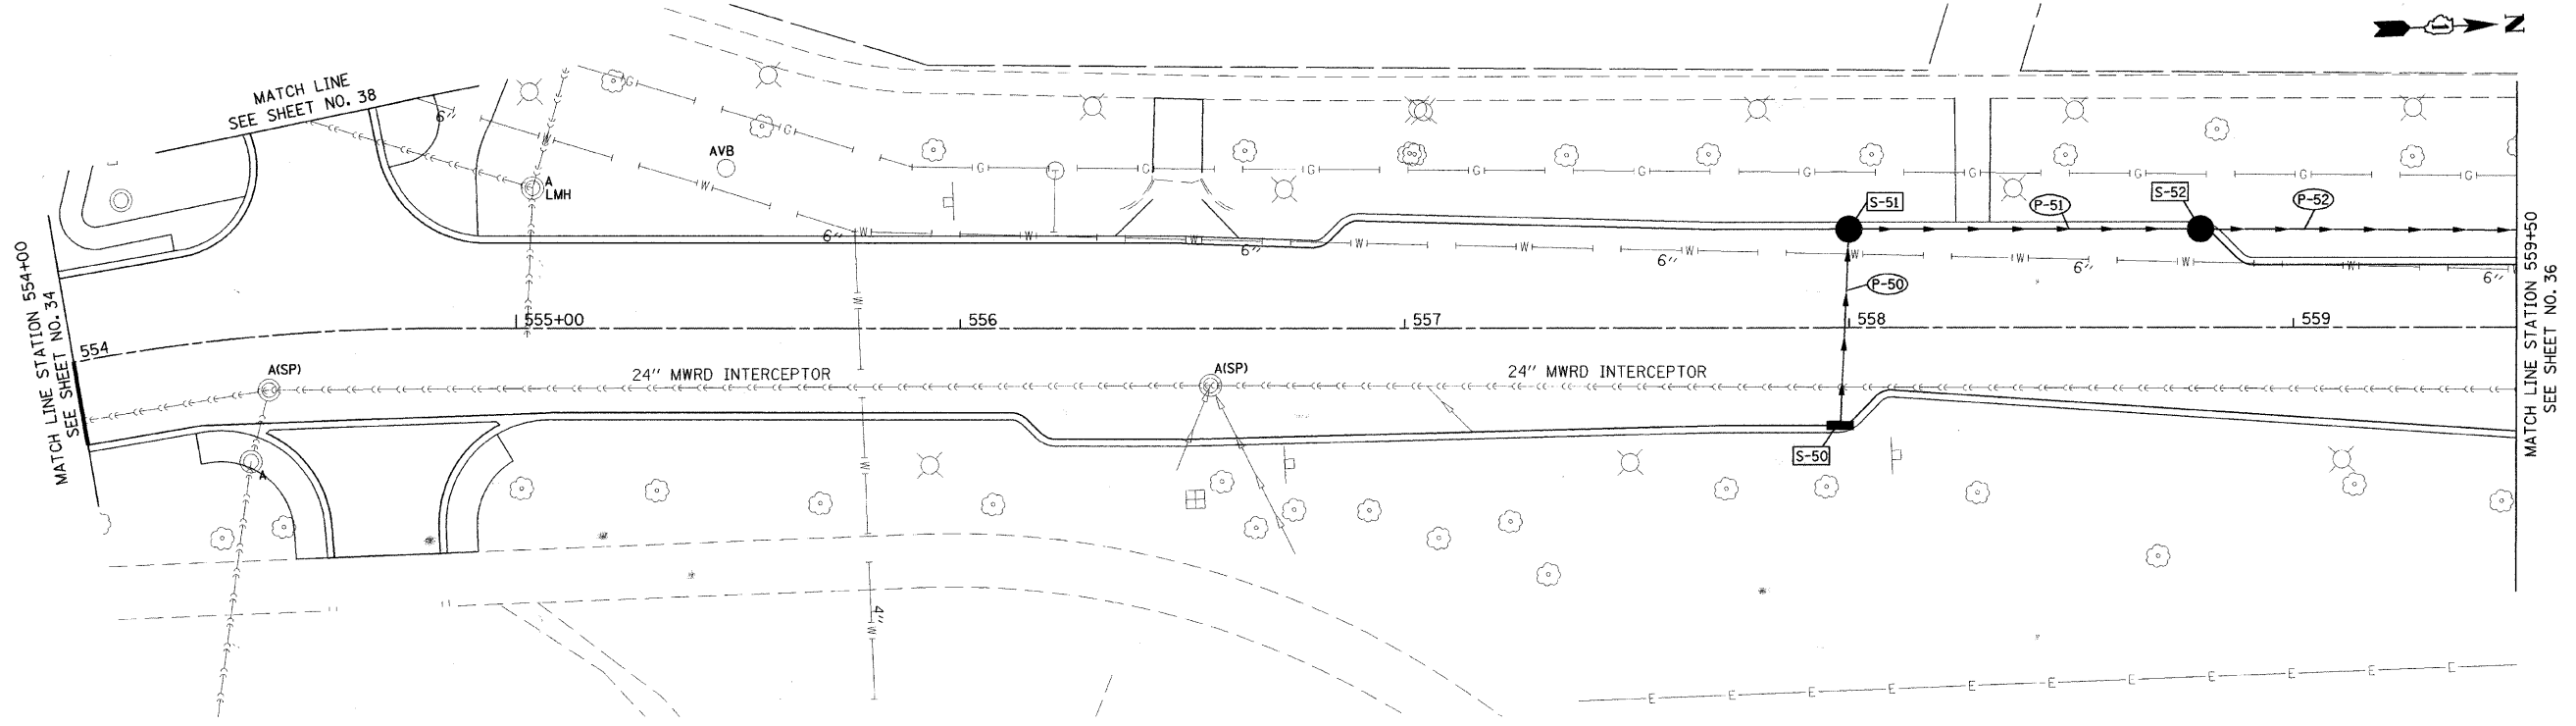 N
MATCH LINE
SEE SHEET NO. 38
6"
G
W
G
AVB
A
LMH
W
G
G
G
G
G
G
G
G
G
G
S-51
S-52
P-51
P-52
6"
W
W
W
6"
W
W
6"
W
W
W
6"
W
W
6"
P-50
W
MATCH LINE STATION 554+00
SEE SHEET NO. 34
554
555+00
556
557
558
559
MATCH LINE STATION 559+50
SEE SHEET NO. 36
A(SP)
24" MWRD INTERCEPTOR
A(SP)
24" MWRD INTERCEPTOR
S-50
A
W
4"
W
E
E
E
E
E
E
E
E
E
E
E